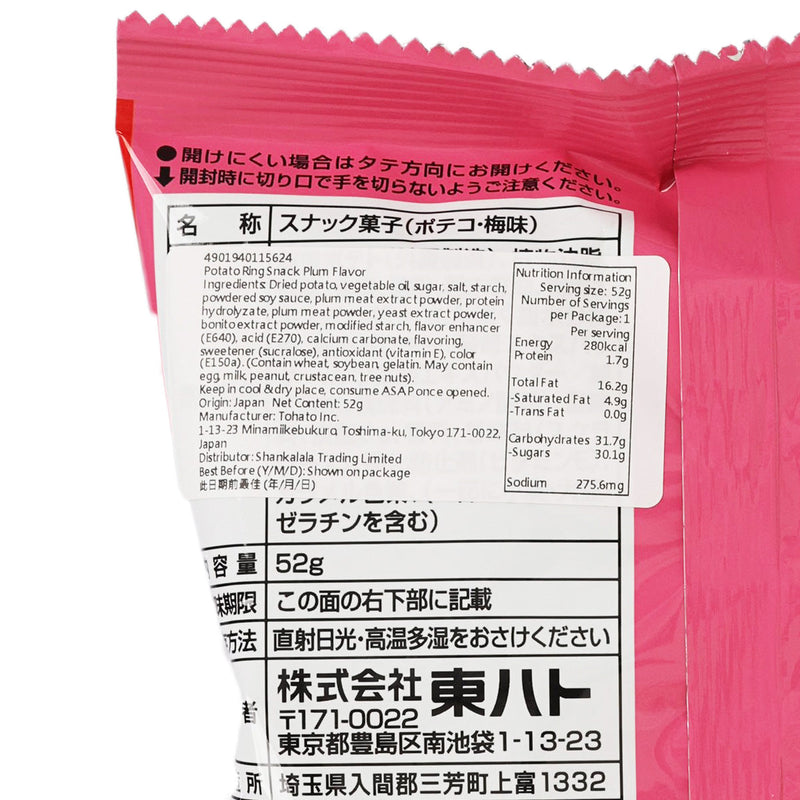 ●開けにくい場合はタテ方向にお開けください。
開封時に切り口で手を切らないようご注意ください。
名 称 スナック菓子(ポテコ・梅味)
4901940115624
Potato Ring Snack Plum Flavor
Ingredients: Dried potato, vegetable oil, sugar, salt, starch,
powdered soy sauce, plum meat extract powder, protein
hydrolyzate, plum meat powder, yeast extract powder,
bonito extract powder, modified starch, flavor enhancer
(E640), acid (E270), calcium carbonate, flavoring,
sweetener (sucralose), antioxidant (vitamin E), color
(E150a). (Contain wheat, soybean, gelatin. May contain
egg, milk, peanut, crustacean, tree nuts).
Keep in cool & dry place, consume ASAP once opened.
Origin: Japan Net Content: 52g
Manufacturer: Tohato Inc.
1-13-23 Minamiikebukuro, Toshima-ku, Tokyo 171-0022,
Japan
Distributor: Shankalala Trading Limited
Best Before (Y/M/D): Shown on package
此日期前最佳 (年/月/日)
Nutrition Information
Serving size: 52g
Number of Servings
per Package: 1
Per serving
Energy 280kcal
Protein 1.7g
Total Fat 16.2g
-Saturated Fat 4.9g
-Trans Fat 0.0g
Carbohydrates 31.7g
-Sugars 30.1g
Sodium 275.6mg
ゼラチンを含む)
容量 52g
味期限 この面の右下部に記載
方法 直射日光・高温多湿をおさけください
者 株式会社 東ハト
〒171-0022
東京都豊島区南池袋1-13-23
所 埼玉県入間郡三芳町上富1332